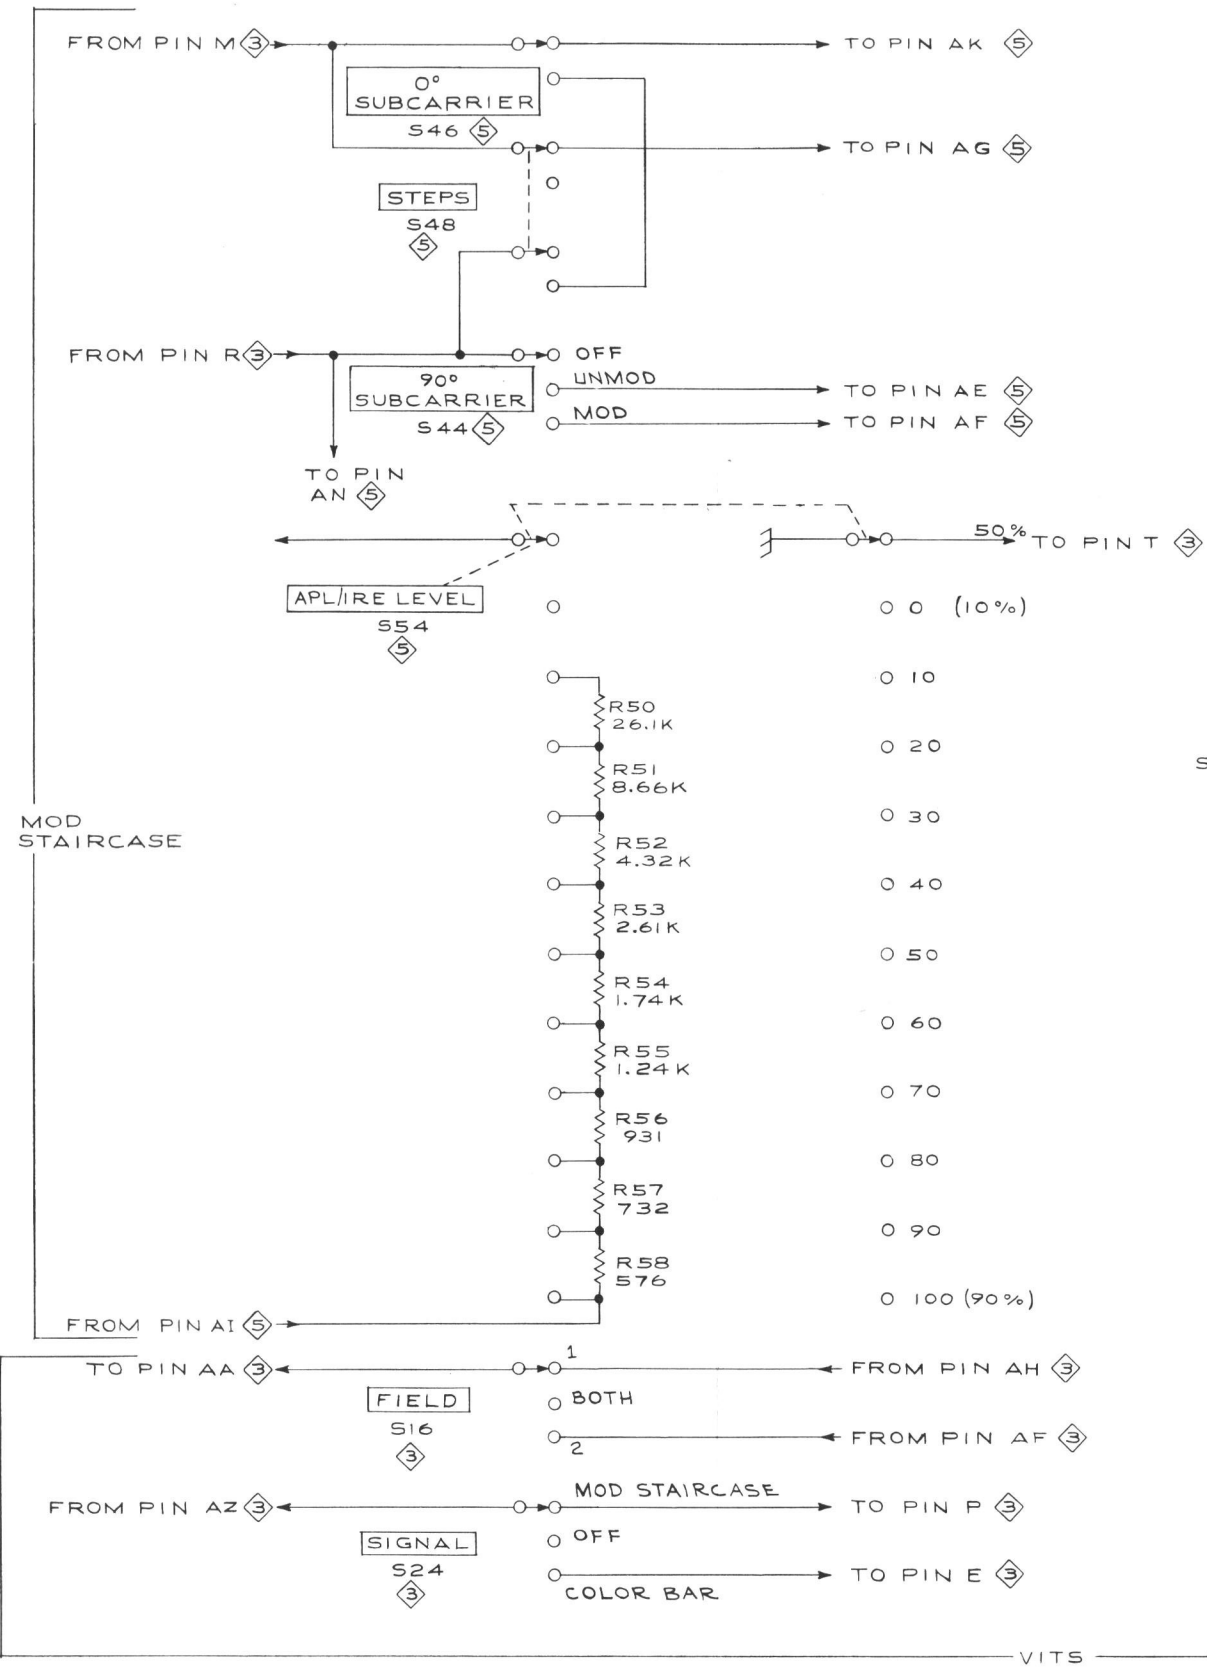 FROM PIN M 3
TO PIN AK 5
0°
SUBCARRIER
S46 5
TO PIN AG 5
STEPS
S48
5
FROM PIN R 3
OFF
90°
SUBCARRIER
S44 5
UNMOD
TO PIN AE 5
MOD
TO PIN AF 5
TO PIN
AN 5
50%
TO PIN T 3
APL/IRE LEVEL
S54
5
0 (10%)
10
R50
26.1K
20
R51
8.66K
30
MOD
STAIRCASE
R52
4.32K
40
R53
2.61K
50
R54
1.74K
60
R55
1.24K
70
R56
931
80
R57
732
90
R58
576
100 (90%)
FROM PIN AI 5
TO PIN AA 3
1
FROM PIN AH 3
FIELD
S16
3
BOTH
2
FROM PIN AF 3
FROM PIN AZ 3
MOD STAIRCASE
TO PIN P 3
SIGNAL
S24
3
OFF
TO PIN E 3
COLOR BAR
VITS
S